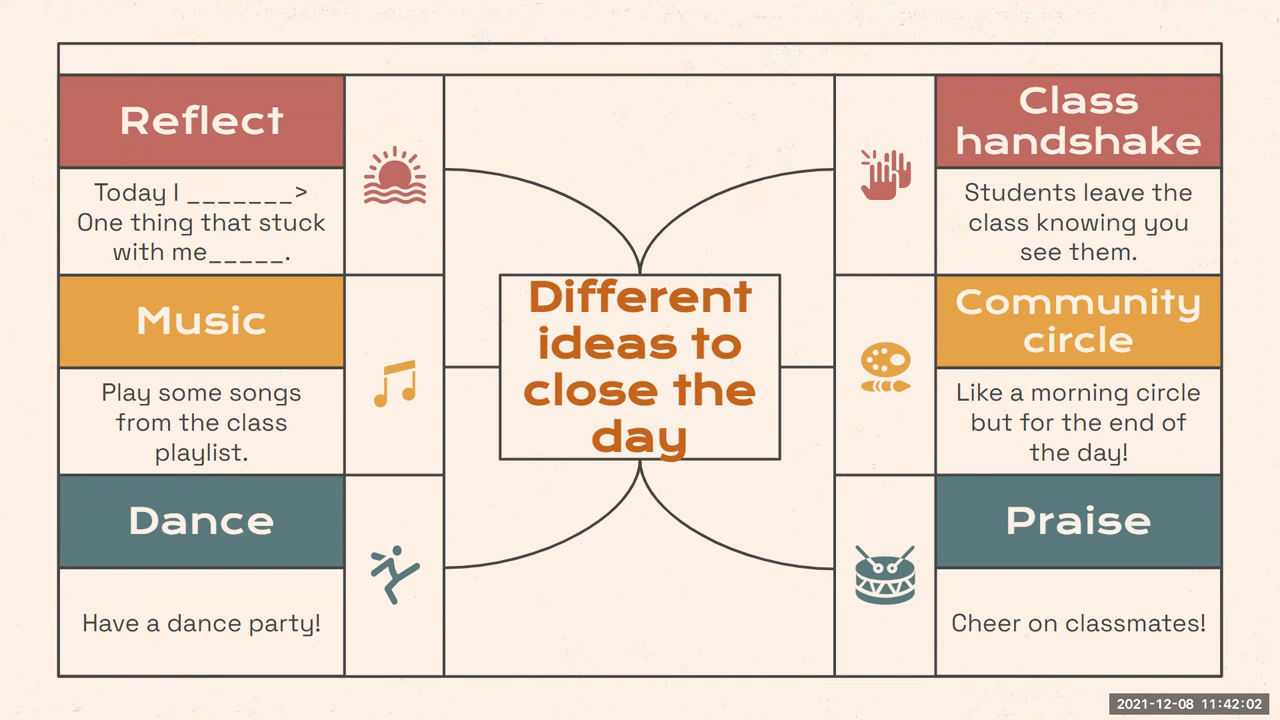 Reflect
Today I _______>
One thing that stuck
with me_____.
Music
Play some songs
from the class
playlist.
Dance
Have a dance party!
Different
ideas to
close the
day
Class
handshake
Students leave the
class knowing you
see them.
Community
circle
Like a morning circle
but for the end of
the day!
Praise
Cheer on classmates!
2021-12-08 11:42:02